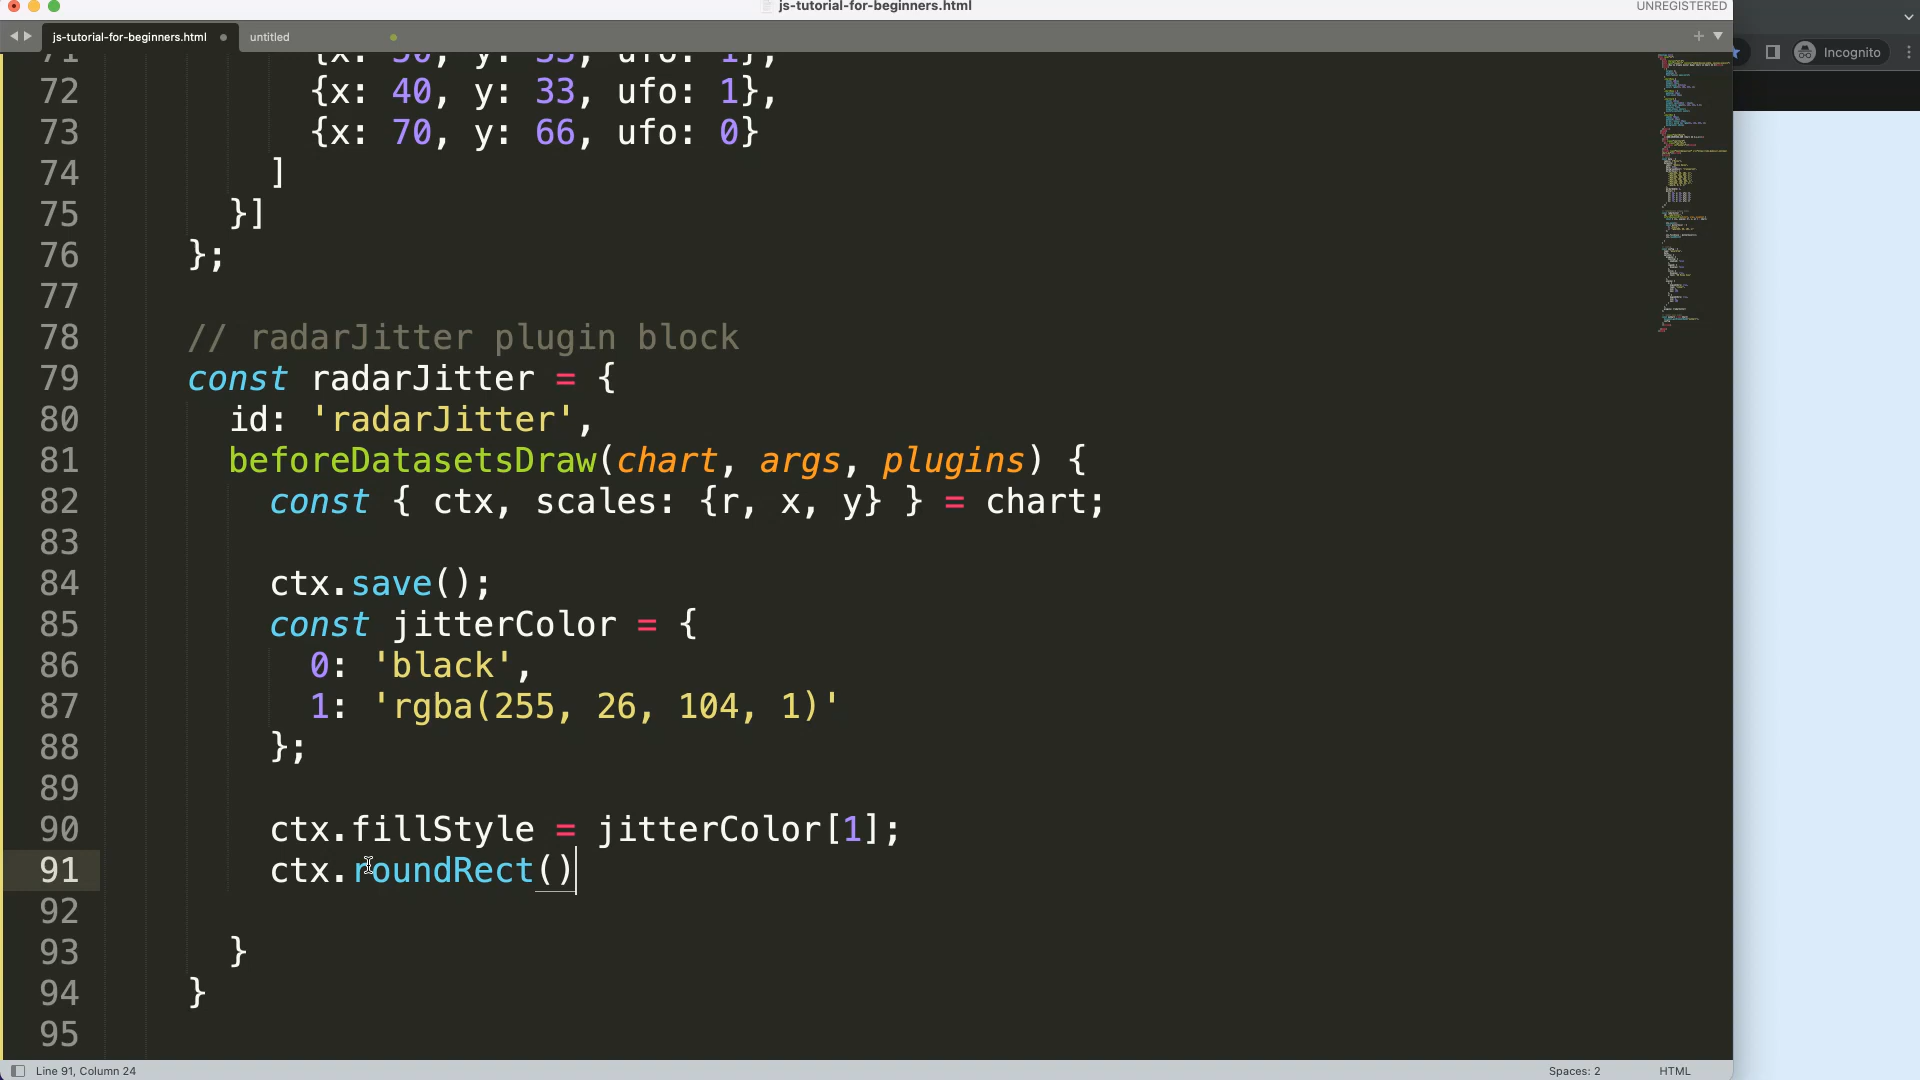 js-tutorial-for-beginners.html
UNREGISTERED
js-tutorial-for-beginners.html
untitled
Incognito
72 {x: 40, y: 33, ufo: 1},
73 {x: 70, y: 66, ufo: 0}
74 ]
75 }]
76 };
77
78 // radarJitter plugin block
79 const radarJitter = {
80 id: 'radarJitter',
81 beforeDatasetsDraw(chart, args, plugins) {
82 const { ctx, scales: {r, x, y} } = chart;
83
84 ctx.save();
85 const jitterColor = {
86 0: 'black',
87 1: 'rgba(255, 26, 104, 1)'
88 };
89
90 ctx.fillStyle = jitterColor[1];
91 ctx.roundRect()
92
93 }
94 }
95
Line 91, Column 24
Spaces: 2
HTML